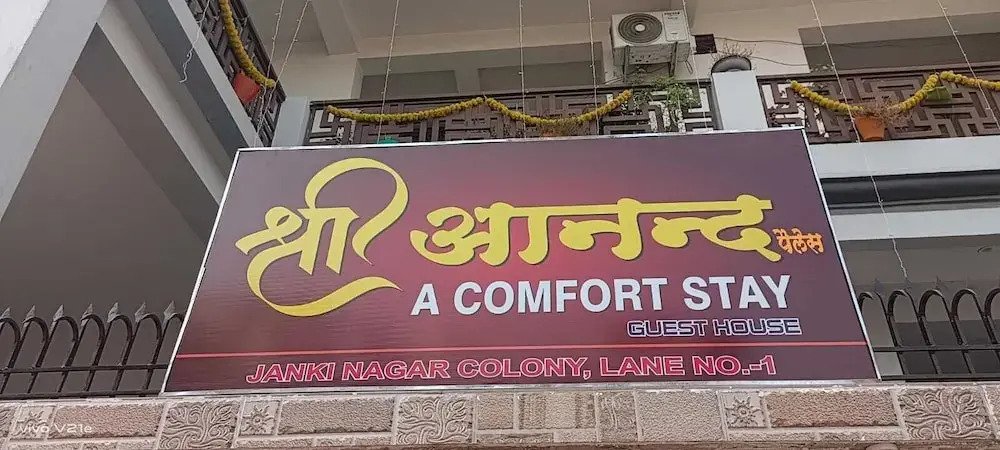 श्री आनन्द पैलेस
A COMFORT STAY
GUEST HOUSE
JANKI NAGAR COLONY, LANE NO.-1
vivo V21e